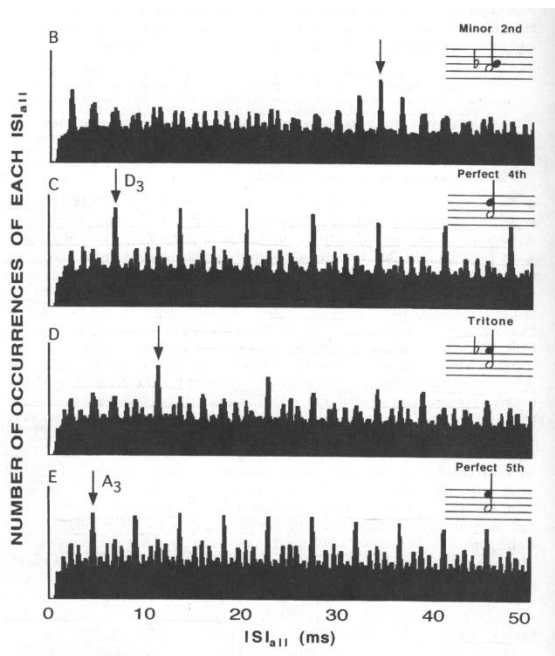 B
Minor 2nd
C
D₃
Perfect 4th
D
Tritone
E
A₃
Perfect 5th
NUMBER OF OCCURRENCES OF EACH ISIₐₗₗ
0 10 20 30 40 50
ISIₐₗₗ (ms)